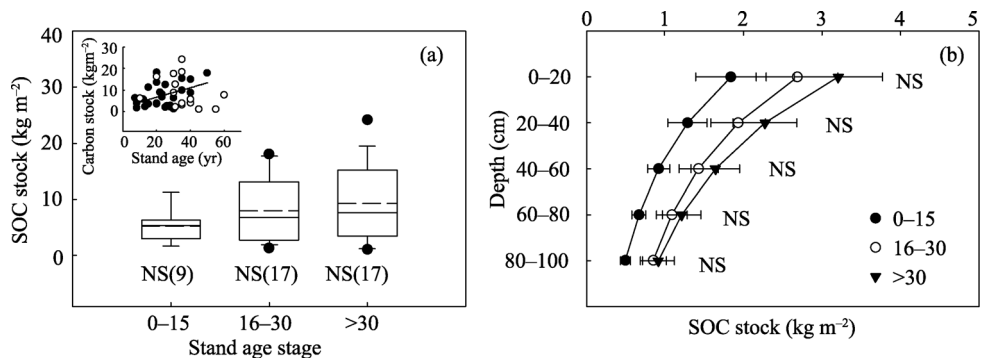 (a)
SOC stock (kg m–2)
40
30
20
10
0
Carbon stock (kgm–2)
30
20
10
0
0 20 40 60 80
Stand age (yr)
NS(9) NS(17) NS(17)
0–15 16–30 >30
Stand age stage
(b)
0 1 2 3 4 5
Depth (cm)
0–20 NS
20–40 NS
40–60 NS
60–80 NS
80–100 NS
0–15
16–30
>30
SOC stock (kg m–2)